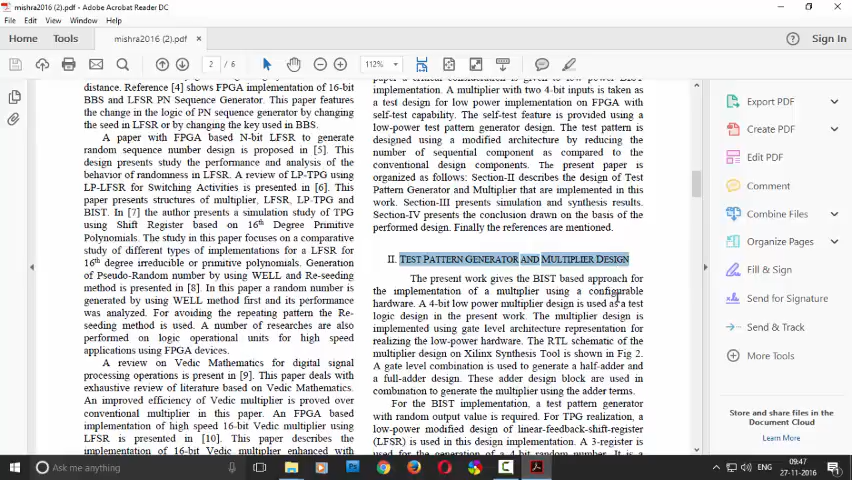 mishra2016 (2).pdf - Adobe Acrobat Reader DC
File Edit View Window Help
Home Tools mishra2016 (2).pdf × Sign In
2 / 6 112%
distance. Reference [4] shows FPGA implementation of 16-bit
BBS and LFSR PN Sequence Generator. This paper features
the change in the logic of PN sequence generator by changing
the seed in LFSR or by changing the key used in BBS.
A paper with FPGA based N-bit LFSR to generate
random sequence number design is proposed in [5]. This
design presents study the performance and analysis of the
behavior of randomness in LFSR. A review of LP-TPG using
LP-LFSR for Switching Activities is presented in [6]. This
paper presents structures of multiplier, LFSR, LP-TPG and
BIST. In [7] the author presents a simulation study of TPG
using Shift Register based on 16th Degree Primitive
Polynomials. The study in this paper focuses on a comparative
study of different types of implementations for a LFSR for
16th degree irreducible or primitive polynomials. Generation
of Pseudo-Random number by using WELL and Re-seeding
method is presented in [8]. In this paper a random number is
generated by using WELL method first and its performance
was analyzed. For avoiding the repeating pattern the Re-
seeding method is used. A number of researches are also
performed on logic operational units for high speed
applications using FPGA devices.
A review on Vedic Mathematics for digital signal
processing operations is present in [9]. This paper deals with
exhaustive review of literature based on Vedic Mathematics.
An improved efficiency of Vedic multiplier is proved over
conventional multiplier in this paper. An FPGA based
implementation of high speed 16-bit Vedic multiplier using
LFSR is presented in [10]. This paper describes the
implementation of 16-bit Vedic multiplier enhanced with
paper a critical consideration is given to low power BIST
implementation. A multiplier with two 4-bit inputs is taken as
a test design for low power implementation on FPGA with
self-test capability. The self-test feature is provided using a
low-power test pattern generator design. The test pattern is
designed using a modified architecture by reducing the
number of sequential component as compared to the
conventional design components. The present paper is
organized as follows: Section-II describes the design of Test
Pattern Generator and Multiplier that are implemented in this
work. Section-III presents simulation and synthesis results.
Section-IV presents the conclusion drawn on the basis of the
performed design. Finally the references are mentioned.
II. TEST PATTERN GENERATOR AND MULTIPLIER DESIGN
The present work gives the BIST based approach for
the implementation of a multiplier using a configurable
hardware. A 4-bit low power multiplier design is used as a test
logic design in the present work. The multiplier design is
implemented using gate level architecture representation for
realizing the low-power hardware. The RTL schematic of the
multiplier design on Xilinx Synthesis Tool is shown in Fig 2.
A gate level combination is used to generate a half-adder and
a full-adder design. These adder design block are used in
combination to generate the multiplier using the adder terms.
For the BIST implementation, a test pattern generator
with random output value is required. For TPG realization, a
low-power modified design of linear-feedback-shift-register
(LFSR) is used in this design implementation. A 3-register is
used for the generation of a 4-bit random number. It is a
Export PDF
Create PDF
Edit PDF
Comment
Combine Files
Organize Pages
Fill & Sign
Send for Signature
Send & Track
More Tools
Store and share files in the
Document Cloud
Learn More
Ask me anything
ENG
09:47
27-11-2016